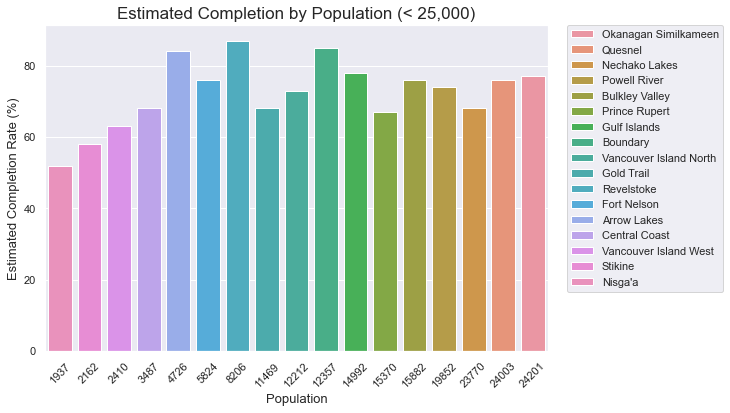 Estimated Completion by Population (< 25,000)
Estimated Completion Rate (%)
80
60
40
20
0
1937
2162
2410
3487
4726
5824
8206
11469
12212
12357
14992
15370
15882
19852
23770
24003
24201
Population
Okanagan Similkameen
Quesnel
Nechako Lakes
Powell River
Bulkley Valley
Prince Rupert
Gulf Islands
Boundary
Vancouver Island North
Gold Trail
Revelstoke
Fort Nelson
Arrow Lakes
Central Coast
Vancouver Island West
Stikine
Nisga'a